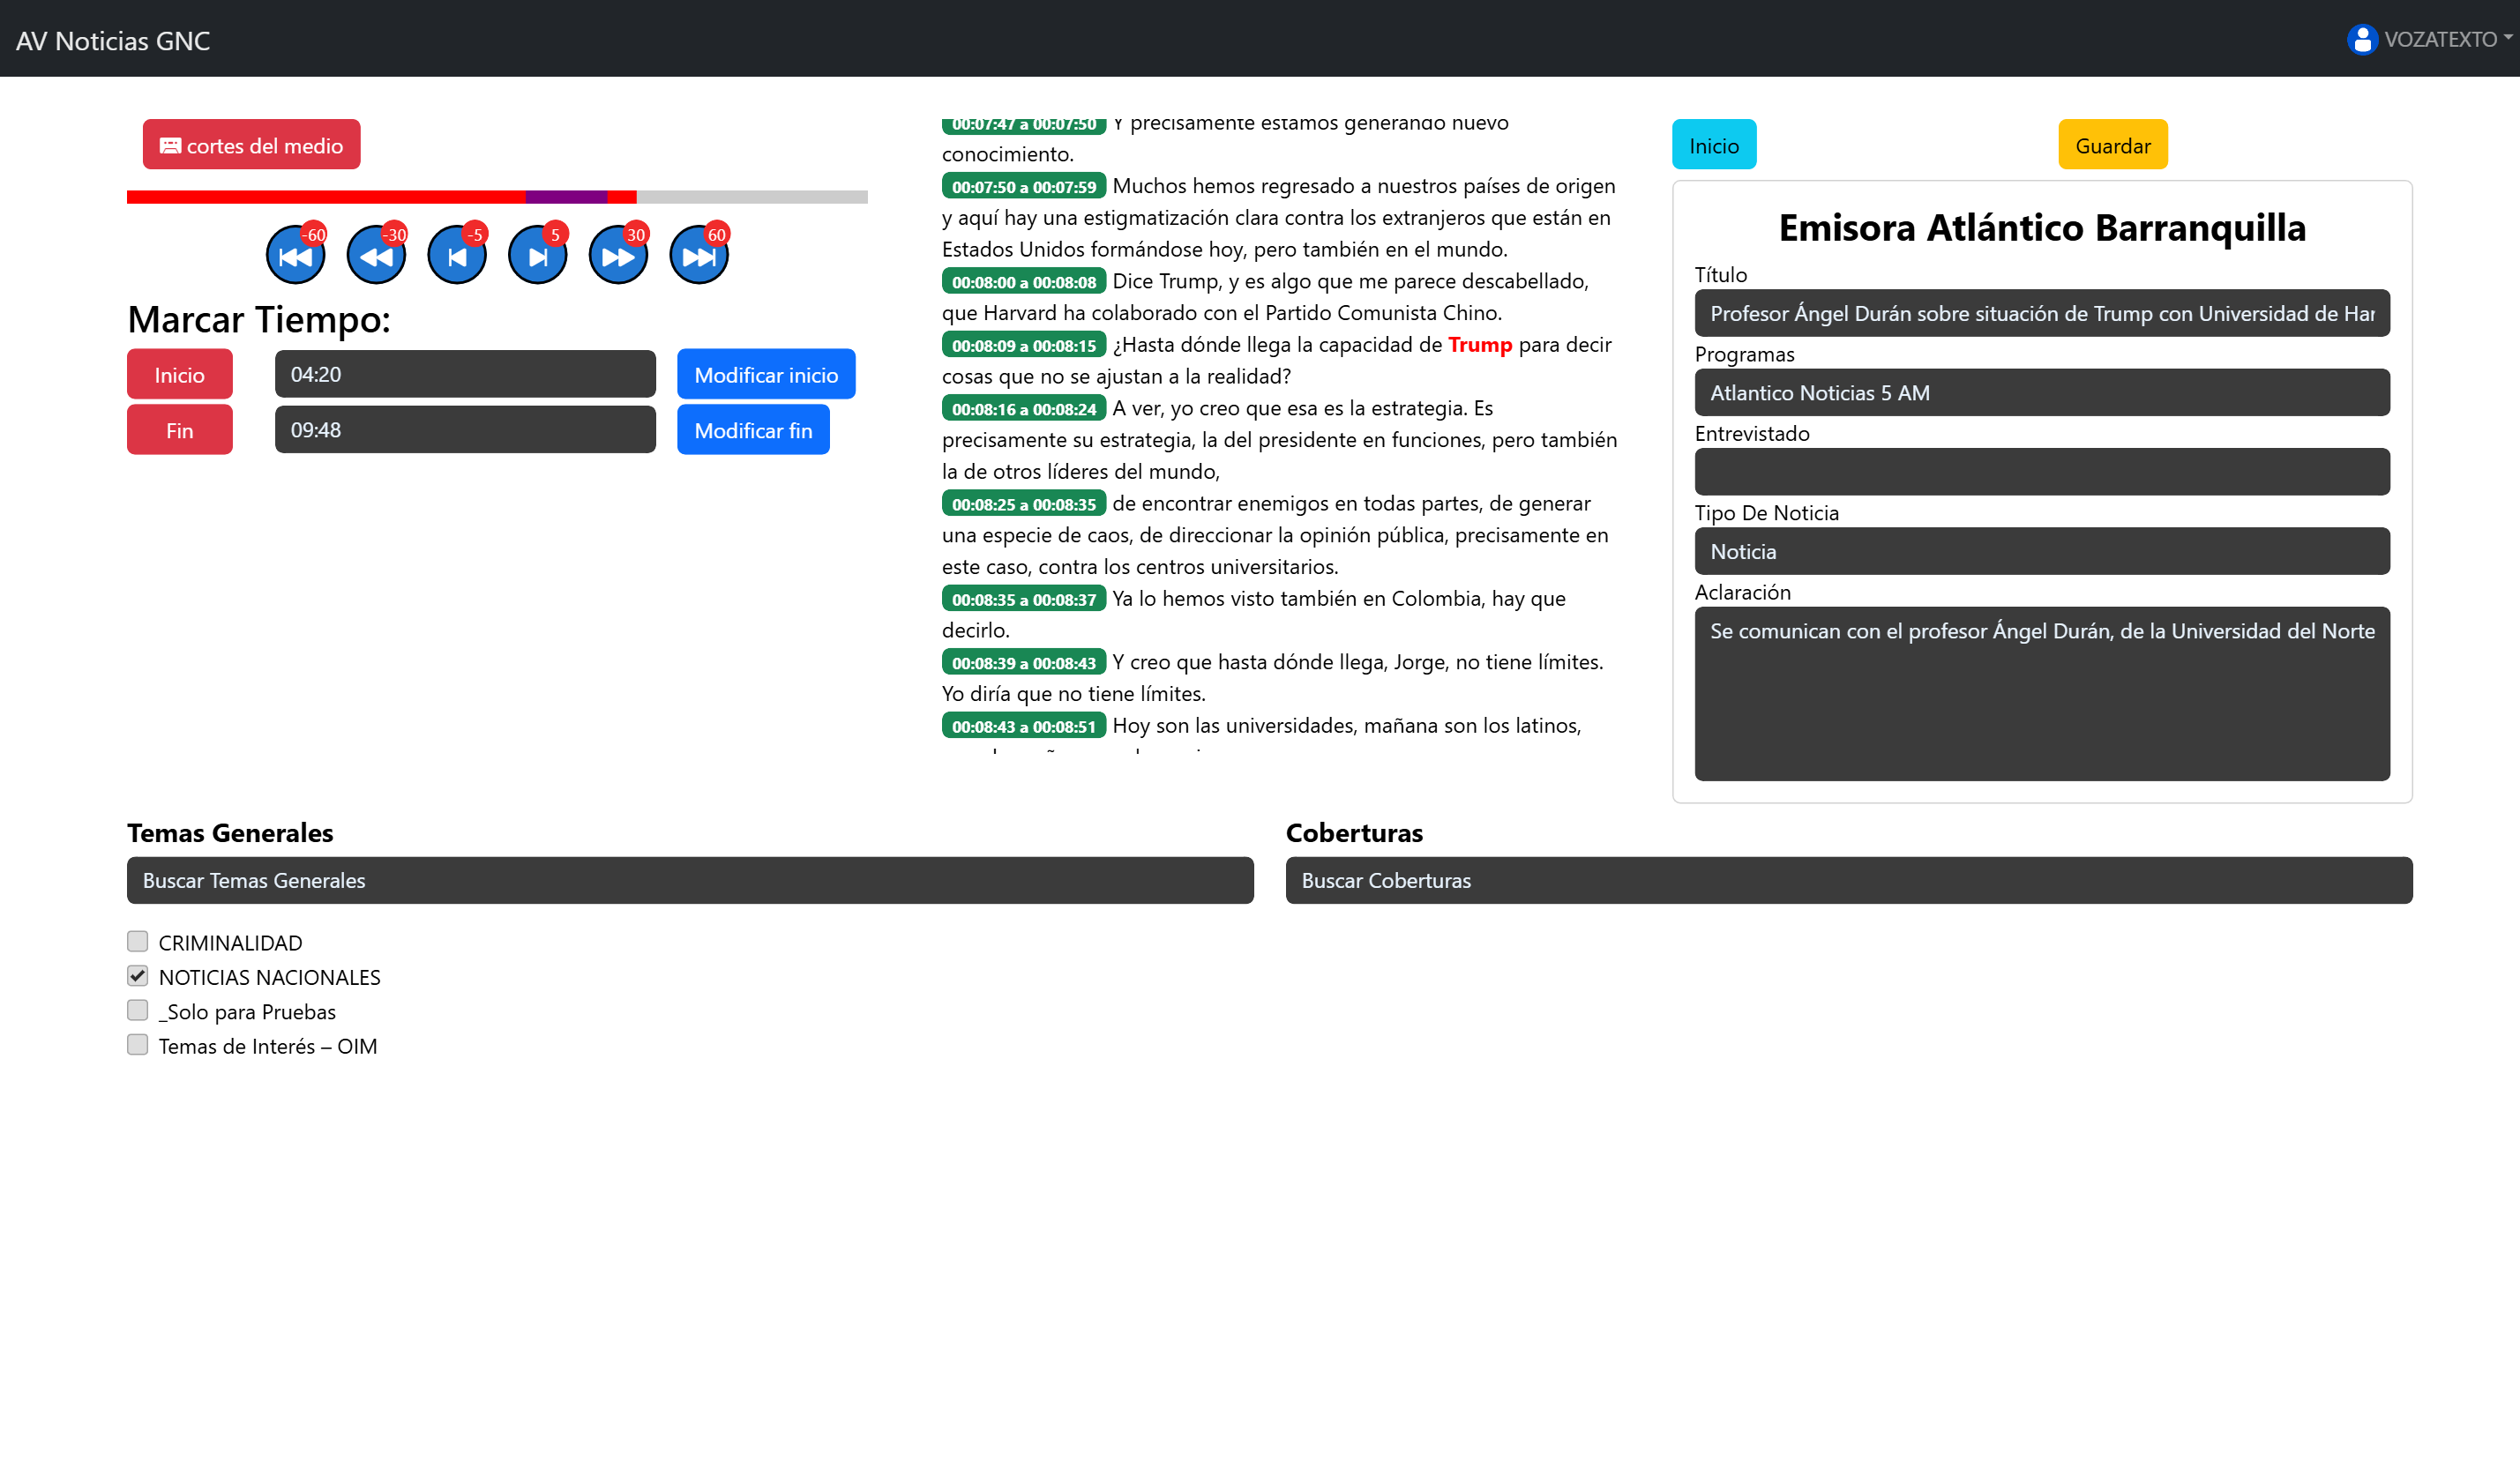 AV Noticias GNC
VOZATEXTO
cortes del medio
-60
-30
-5
5
30
60
Marcar Tiempo:
Inicio
04:20
Modificar inicio
Fin
09:48
Modificar fin
00:07:47 a 00:07:50 Y precisamente estamos generando nuevo
conocimiento.
00:07:50 a 00:07:59 Muchos hemos regresado a nuestros países de origen
y aquí hay una estigmatización clara contra los extranjeros que están en
Estados Unidos formándose hoy, pero también en el mundo.
00:08:00 a 00:08:08 Dice Trump, y es algo que me parece descabellado,
que Harvard ha colaborado con el Partido Comunista Chino.
00:08:09 a 00:08:15 ¿Hasta dónde llega la capacidad de Trump para decir
cosas que no se ajustan a la realidad?
00:08:16 a 00:08:24 A ver, yo creo que esa es la estrategia. Es
precisamente su estrategia, la del presidente en funciones, pero también
la de otros líderes del mundo,
00:08:25 a 00:08:35 de encontrar enemigos en todas partes, de generar
una especie de caos, de direccionar la opinión pública, precisamente en
este caso, contra los centros universitarios.
00:08:35 a 00:08:37 Ya lo hemos visto también en Colombia, hay que
decirlo.
00:08:39 a 00:08:43 Y creo que hasta dónde llega, Jorge, no tiene límites.
Yo diría que no tiene límites.
00:08:43 a 00:08:51 Hoy son las universidades, mañana son los latinos,
Inicio
Guardar
Emisora Atlántico Barranquilla
Título
Profesor Ángel Durán sobre situación de Trump con Universidad de Har
Programas
Atlantico Noticias 5 AM
Entrevistado
Tipo De Noticia
Noticia
Aclaración
Se comunican con el profesor Ángel Durán, de la Universidad del Norte
Temas Generales
Buscar Temas Generales
CRIMINALIDAD
NOTICIAS NACIONALES
_Solo para Pruebas
Temas de Interés – OIM
Coberturas
Buscar Coberturas